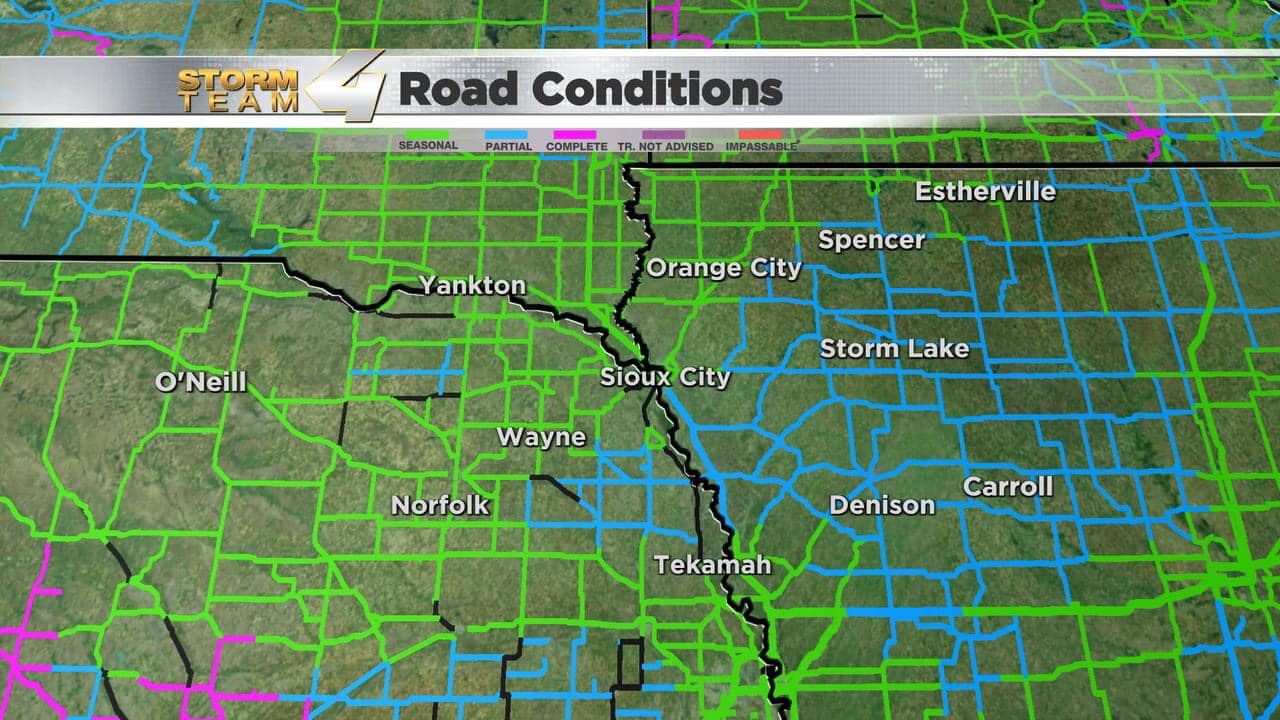 STORM
TEAM
4
Road Conditions
SEASONAL
PARTIAL
COMPLETE
TR. NOT ADVISED
IMPASSABLE
Estherville
Spencer
Orange City
Yankton
Storm Lake
O'Neill
Sioux City
Wayne
Carroll
Norfolk
Denison
Tekamah